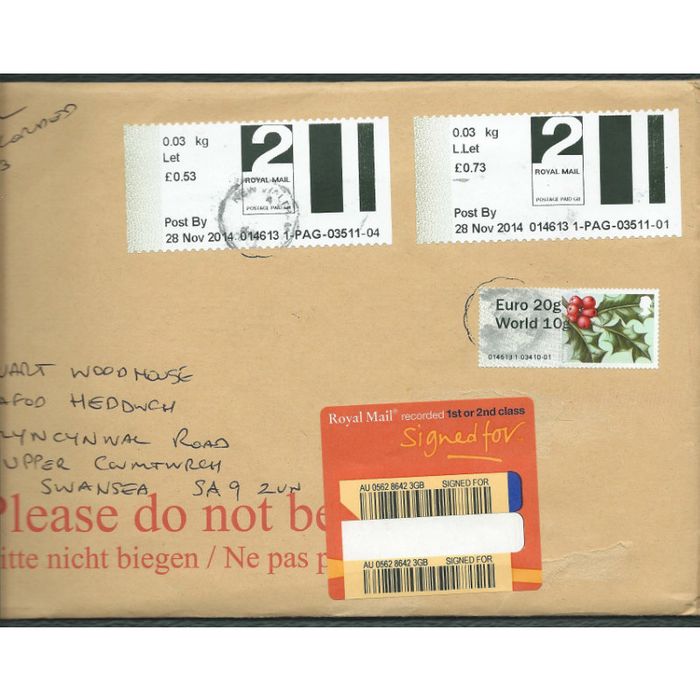 0.03 kg
Let
£0.53
2
ROYAL MAIL
POSTAGE PAID GB
Post By
28 Nov 2014 014613 1-PAG-03511-04
0.03 kg
L.Let
£0.73
2
ROYAL MAIL
POSTAGE PAID GB
Post By
28 Nov 2014 014613 1-PAG-03511-01
Euro 20g
World 10g
014613 1 03410-01
UART WOODHOUSE
AFOD HEDDWCH
ROAD
UPPER CWMTWRCH
SWANSEA SA9 2UN
Please do not be
itte nicht biegen / Ne pas p
Royal Mail® recorded 1st or 2nd class
Signed for
AU 0562 8642 3GB SIGNED FOR
AU 0562 8642 3GB SIGNED FOR